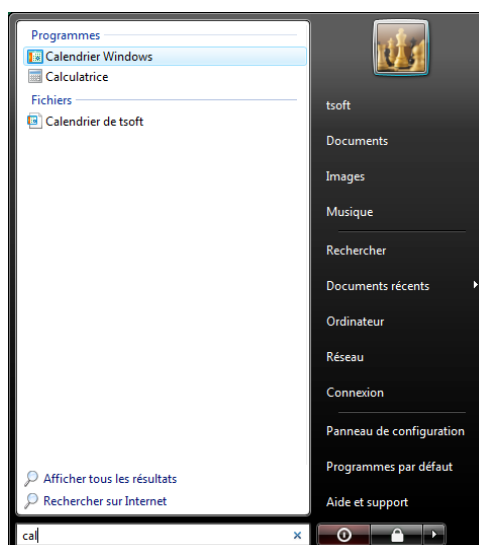 Programmes
Calendrier Windows
Calculatrice
Fichiers
Calendrier de tsoft
Afficher tous les résultats
Rechercher sur Internet
cal
tsoft
Documents
Images
Musique
Rechercher
Documents récents
Ordinateur
Réseau
Connexion
Panneau de configuration
Programmes par défaut
Aide et support